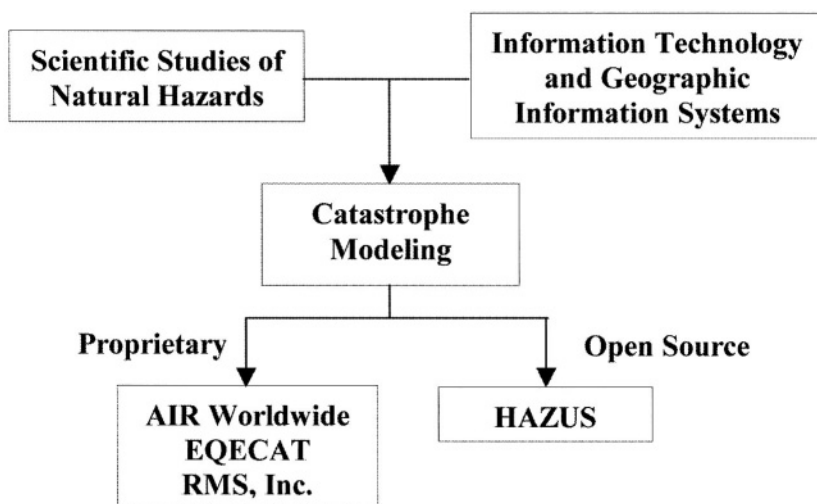 Scientific Studies of
Natural Hazards
Information Technology
and Geographic
Information Systems
Catastrophe
Modeling
Proprietary
Open Source
AIR Worldwide
EQECAT
RMS, Inc.
HAZUS